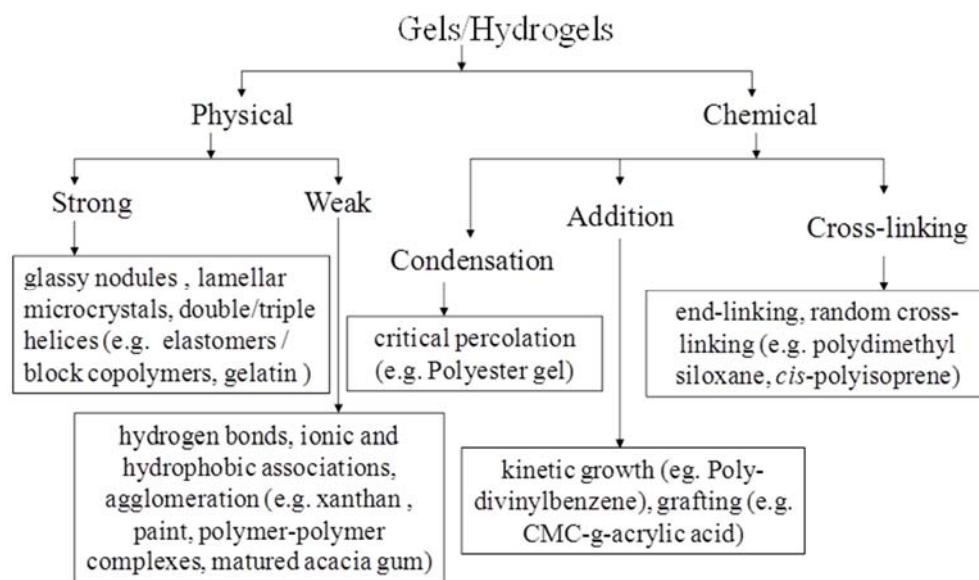 Gels/Hydrogels
Physical
Chemical
Strong
Weak
Condensation
Addition
Cross-linking
glassy nodules , lamellar
microcrystals, double/triple
helices (e.g. elastomers /
block copolymers, gelatin )
hydrogen bonds, ionic and
hydrophobic associations,
agglomeration (e.g. xanthan ,
paint, polymer-polymer
complexes, matured acacia gum)
critical percolation
(e.g. Polyester gel)
kinetic growth (eg. Poly-
divinylbenzene), grafting (e.g.
CMC-g-acrylic acid)
end-linking, random cross-
linking (e.g. polydimethyl
siloxane, cis-polyisoprene)